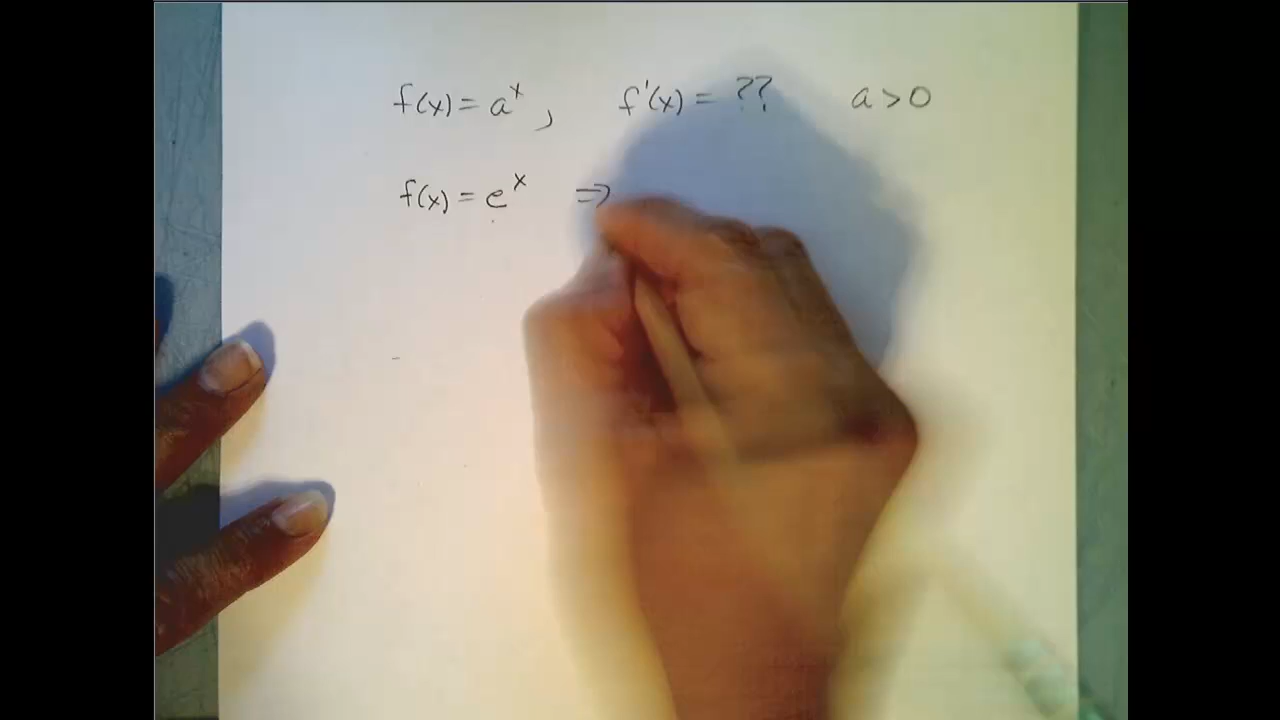 f(x) = a^x, f'(x) = ?? a > 0
f(x) = e^x ⇒